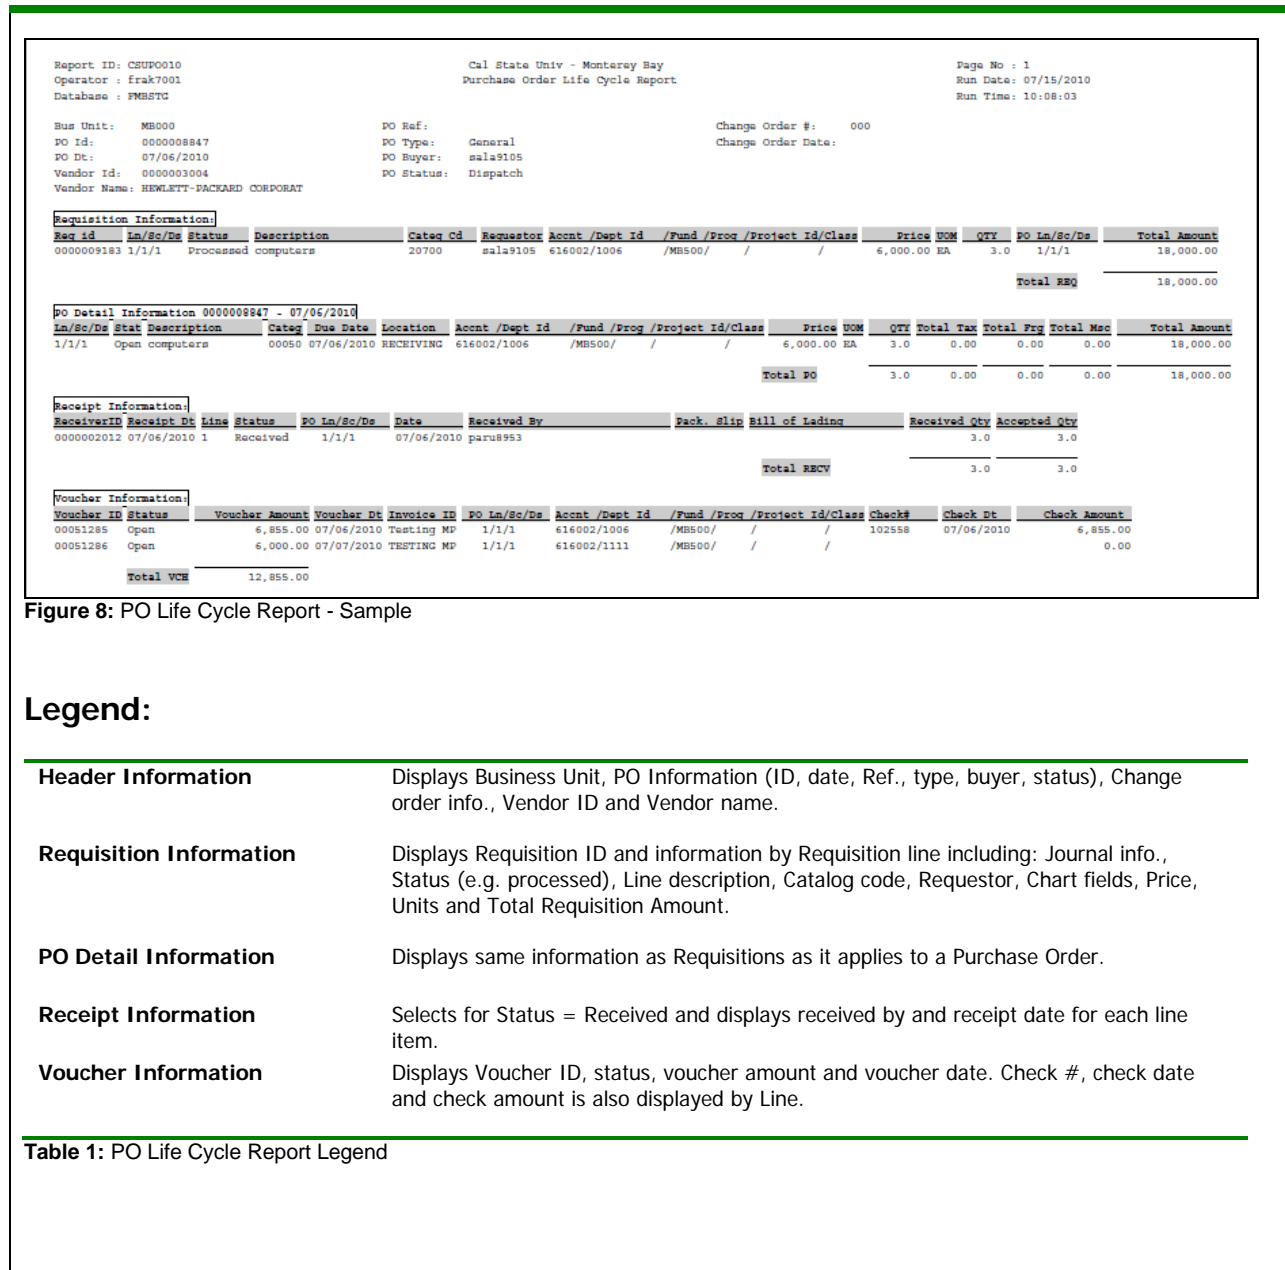 Report ID: CSUPO010 Cal State Univ - Monterey Bay Page No : 1
Operator : frak7001 Purchase Order Life Cycle Report Run Date: 07/15/2010
Database : FMBSTG Run Time: 10:08:03
Bus Unit: MB000 PO Ref: Change Order #: 000
PO Id: 0000008847 PO Type: General Change Order Date:
PO Dt: 07/06/2010 PO Buyer: sala9105
Vendor Id: 0000003004 PO Status: Dispatch
Vendor Name: HEWLETT-PACKARD CORPORAT
Requisition Information:
Req id Ln/Sc/Ds Status Description Categ Cd Requestor Accnt /Dept Id /Fund /Prog /Project Id/Class Price UOM QTY PO Ln/Sc/Ds Total Amount
0000009183 1/1/1 Processed computers 20700 sala9105 616002/1006 /MB500/ / / 6,000.00 EA 3.0 1/1/1 18,000.00
Total REQ 18,000.00
PO Detail Information 0000008847 - 07/06/2010
Ln/Sc/Ds Stat Description Categ Due Date Location Accnt /Dept Id /Fund /Prog /Project Id/Class Price UOM QTY Total Tax Total Frg Total Msc Total Amount
1/1/1 Open computers 00050 07/06/2010 RECEIVING 616002/1006 /MB500/ / / 6,000.00 EA 3.0 0.00 0.00 0.00 18,000.00
Total PO 3.0 0.00 0.00 0.00 18,000.00
Receipt Information:
ReceiverID Receipt Dt Line Status PO Ln/Sc/Ds Date Received By Pack. Slip Bill of Lading Received Qty Accepted Qty
0000002012 07/06/2010 1 Received 1/1/1 07/06/2010 paru8953 3.0 3.0
Total RECV 3.0 3.0
Voucher Information:
Voucher ID Status Voucher Amount Voucher Dt Invoice ID PO Ln/Sc/Ds Accnt /Dept Id /Fund /Prog /Project Id/Class Check# Check Dt Check Amount
00051285 Open 6,855.00 07/06/2010 Testing MP 1/1/1 616002/1006 /MB500/ / / 102558 07/06/2010 6,855.00
00051286 Open 6,000.00 07/07/2010 TESTING MP 1/1/1 616002/1111 /MB500/ / / 0.00
Total VCH 12,855.00
Figure 8: PO Life Cycle Report - Sample
Legend:
Header Information Displays Business Unit, PO Information (ID, date, Ref., type, buyer, status), Change
order info., Vendor ID and Vendor name.
Requisition Information Displays Requisition ID and information by Requisition line including: Journal info.,
Status (e.g. processed), Line description, Catalog code, Requestor, Chart fields, Price,
Units and Total Requisition Amount.
PO Detail Information Displays same information as Requisitions as it applies to a Purchase Order.
Receipt Information Selects for Status = Received and displays received by and receipt date for each line
item.
Voucher Information Displays Voucher ID, status, voucher amount and voucher date. Check #, check date
and check amount is also displayed by Line.
Table 1: PO Life Cycle Report Legend